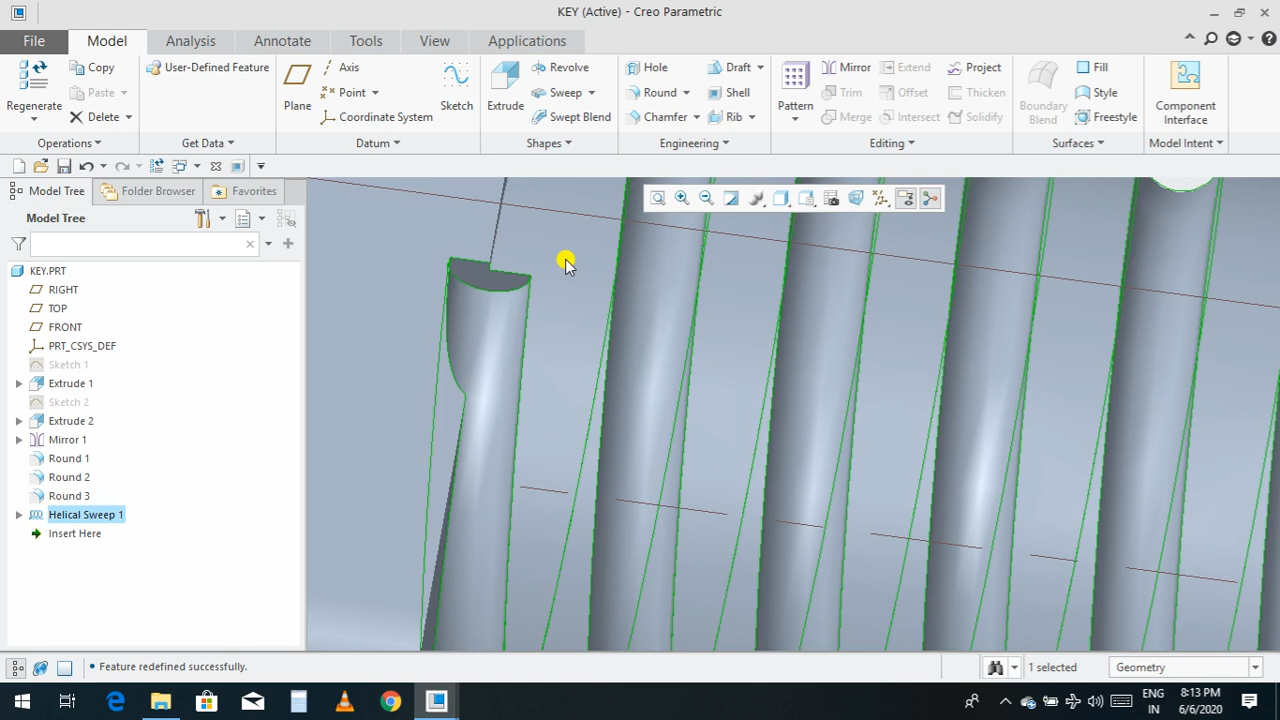 KEY (Active) - Creo Parametric
File Model Analysis Annotate Tools View Applications
Regenerate
Copy
Paste
Delete
User-Defined Feature
Plane
Axis
Point
Coordinate System
Sketch
Extrude
Revolve
Sweep
Swept Blend
Hole
Round
Chamfer
Draft
Shell
Rib
Pattern
Mirror
Trim
Merge
Extend
Offset
Intersect
Project
Thicken
Solidify
Boundary
Blend
Fill
Style
Freestyle
Component
Interface
Operations Get Data Datum Shapes Engineering Editing Surfaces Model Intent
Model Tree Folder Browser Favorites
Model Tree
KEY.PRT
RIGHT
TOP
FRONT
PRT_CSYS_DEF
Sketch 1
Extrude 1
Sketch 2
Extrude 2
Mirror 1
Round 1
Round 2
Round 3
Helical Sweep 1
Insert Here
• Feature redefined successfully.
1 selected
Geometry
ENG
IN
8:13 PM
6/6/2020